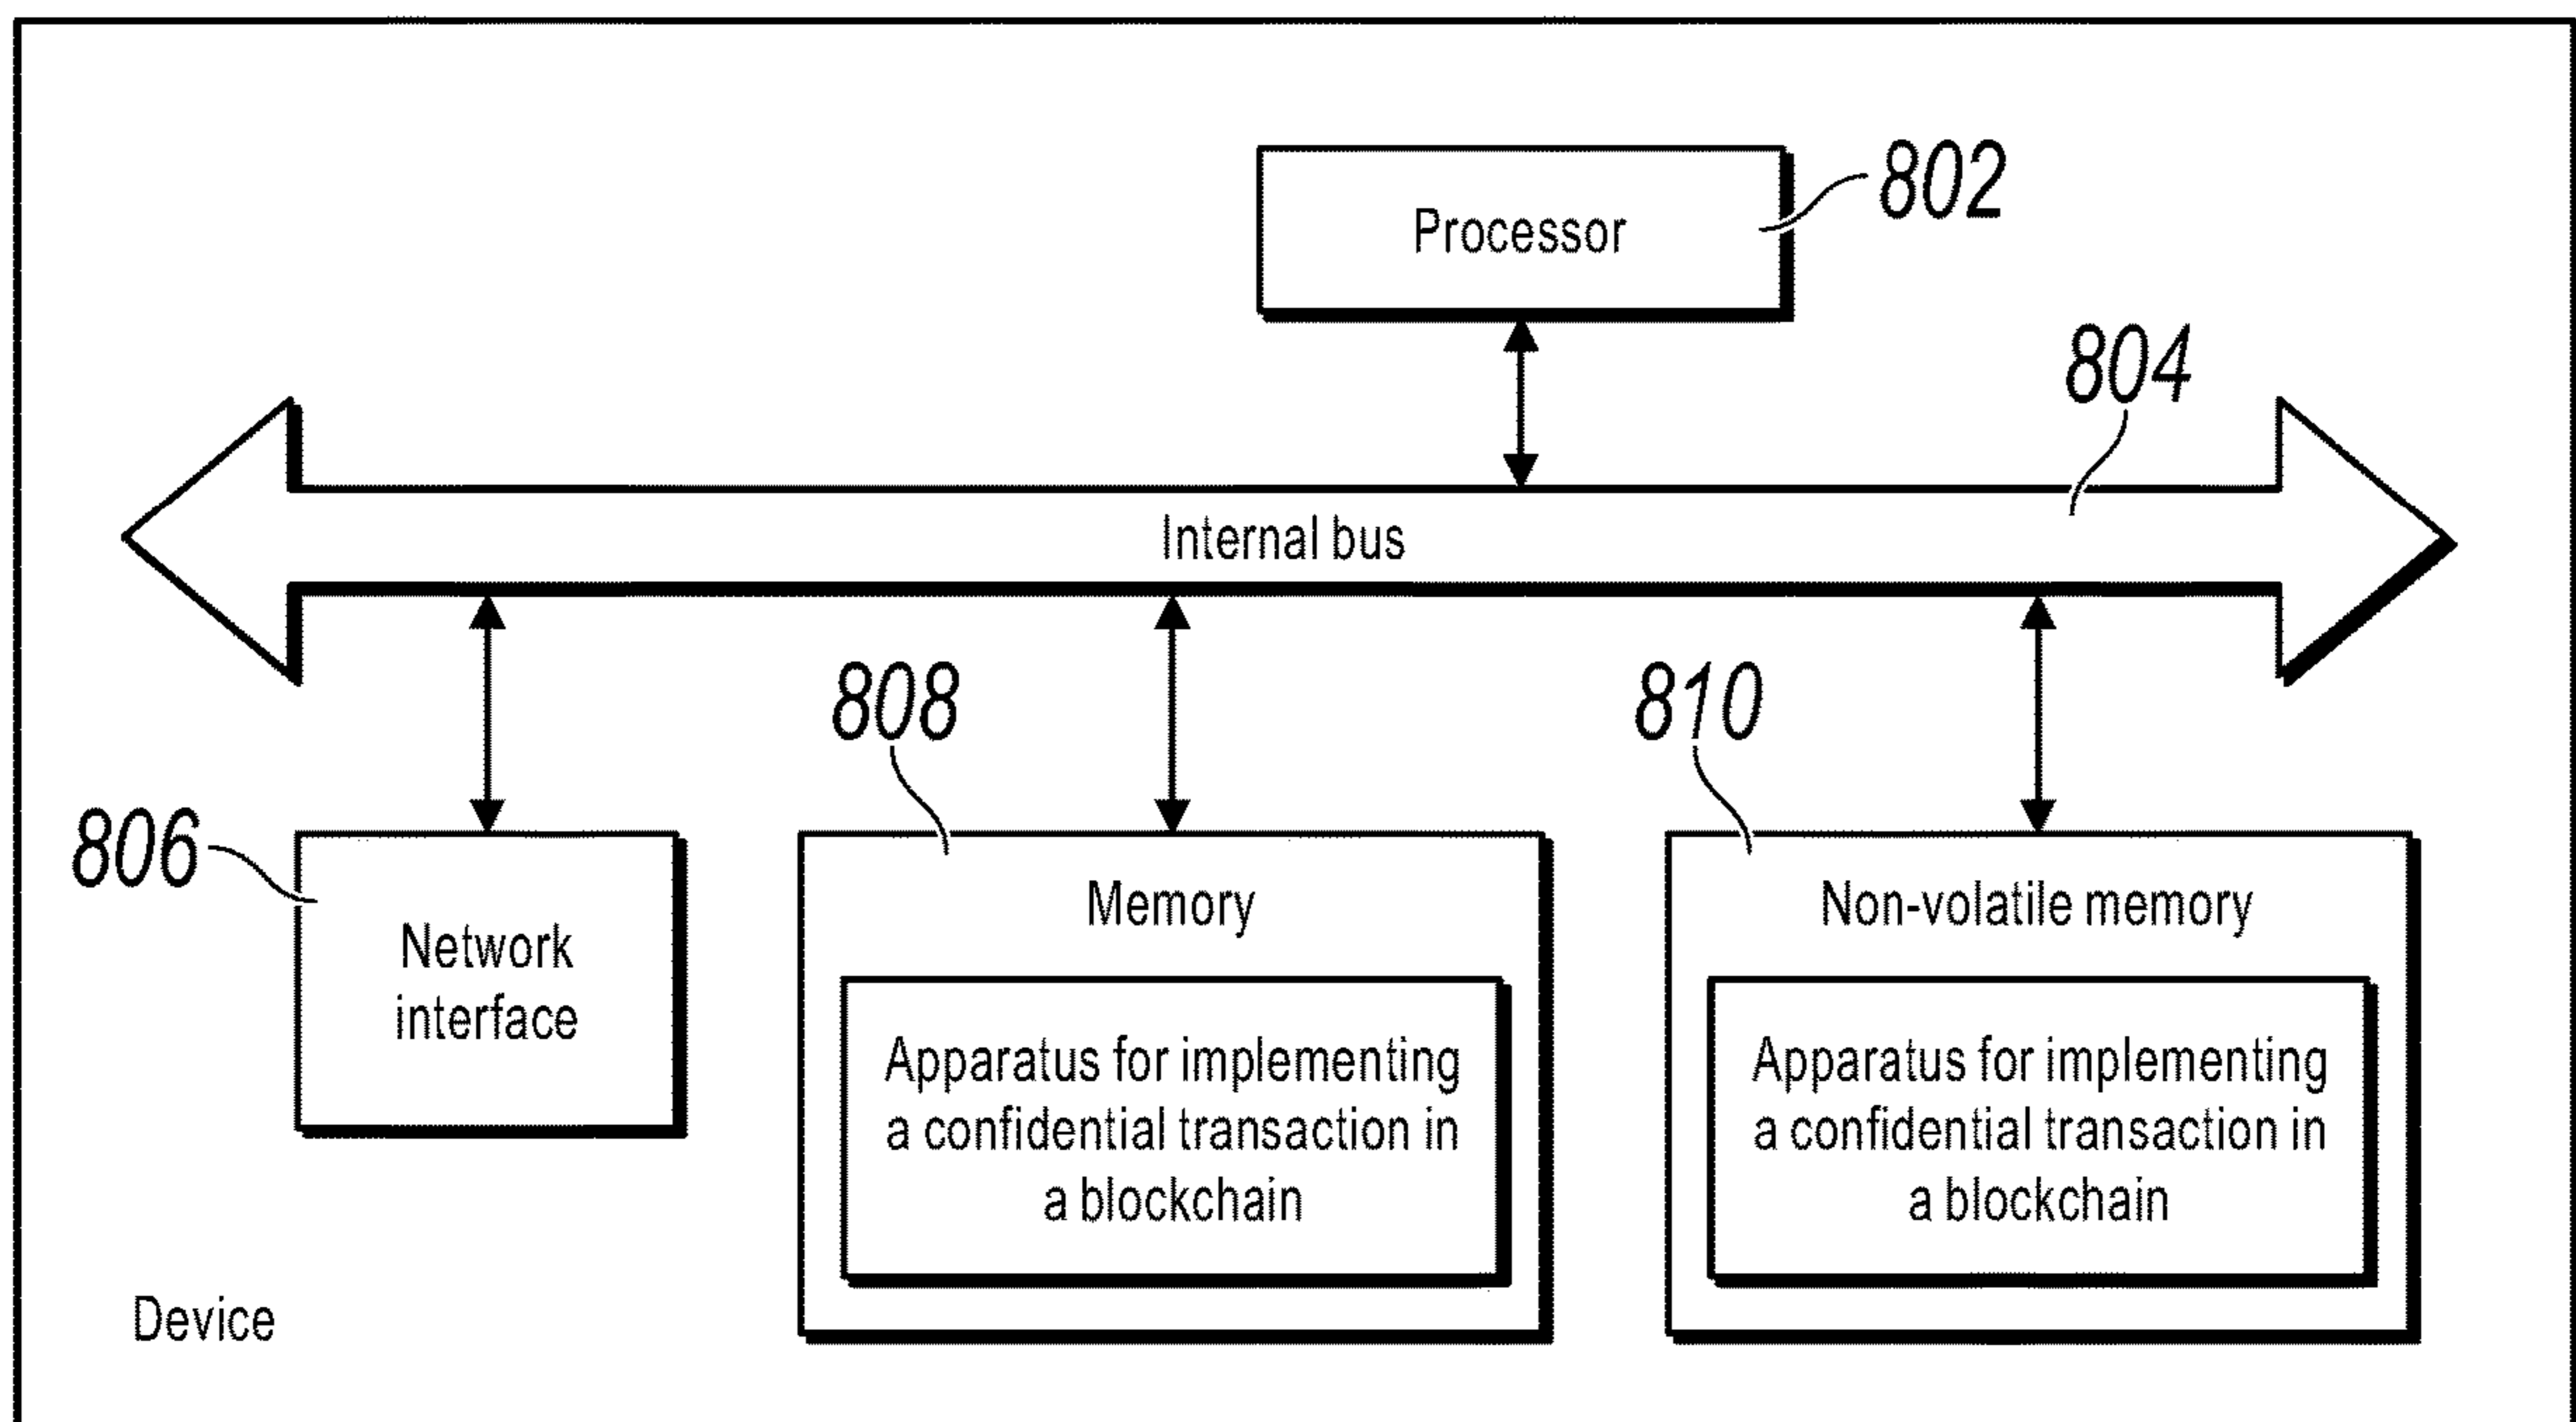 802
Processor
804
Internal bus
808
810
806
Network
interface
Memory
Apparatus for implementing
a confidential transaction in
a blockchain
Non-volatile memory
Apparatus for implementing
a confidential transaction in
a blockchain
Device